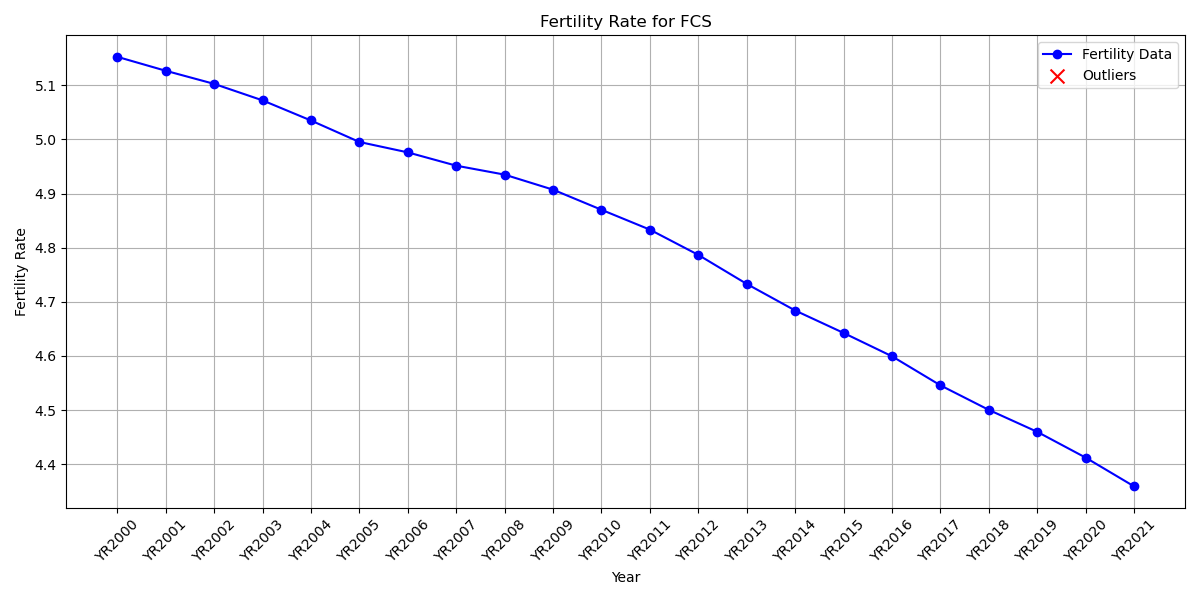 Fertility Rate for FCS
Fertility Data
Outliers
Fertility Rate
5.1
5.0
4.9
4.8
4.7
4.6
4.5
4.4
YR2000
YR2001
YR2002
YR2003
YR2004
YR2005
YR2006
YR2007
YR2008
YR2009
YR2010
YR2011
YR2012
YR2013
YR2014
YR2015
YR2016
YR2017
YR2018
YR2019
YR2020
YR2021
Year